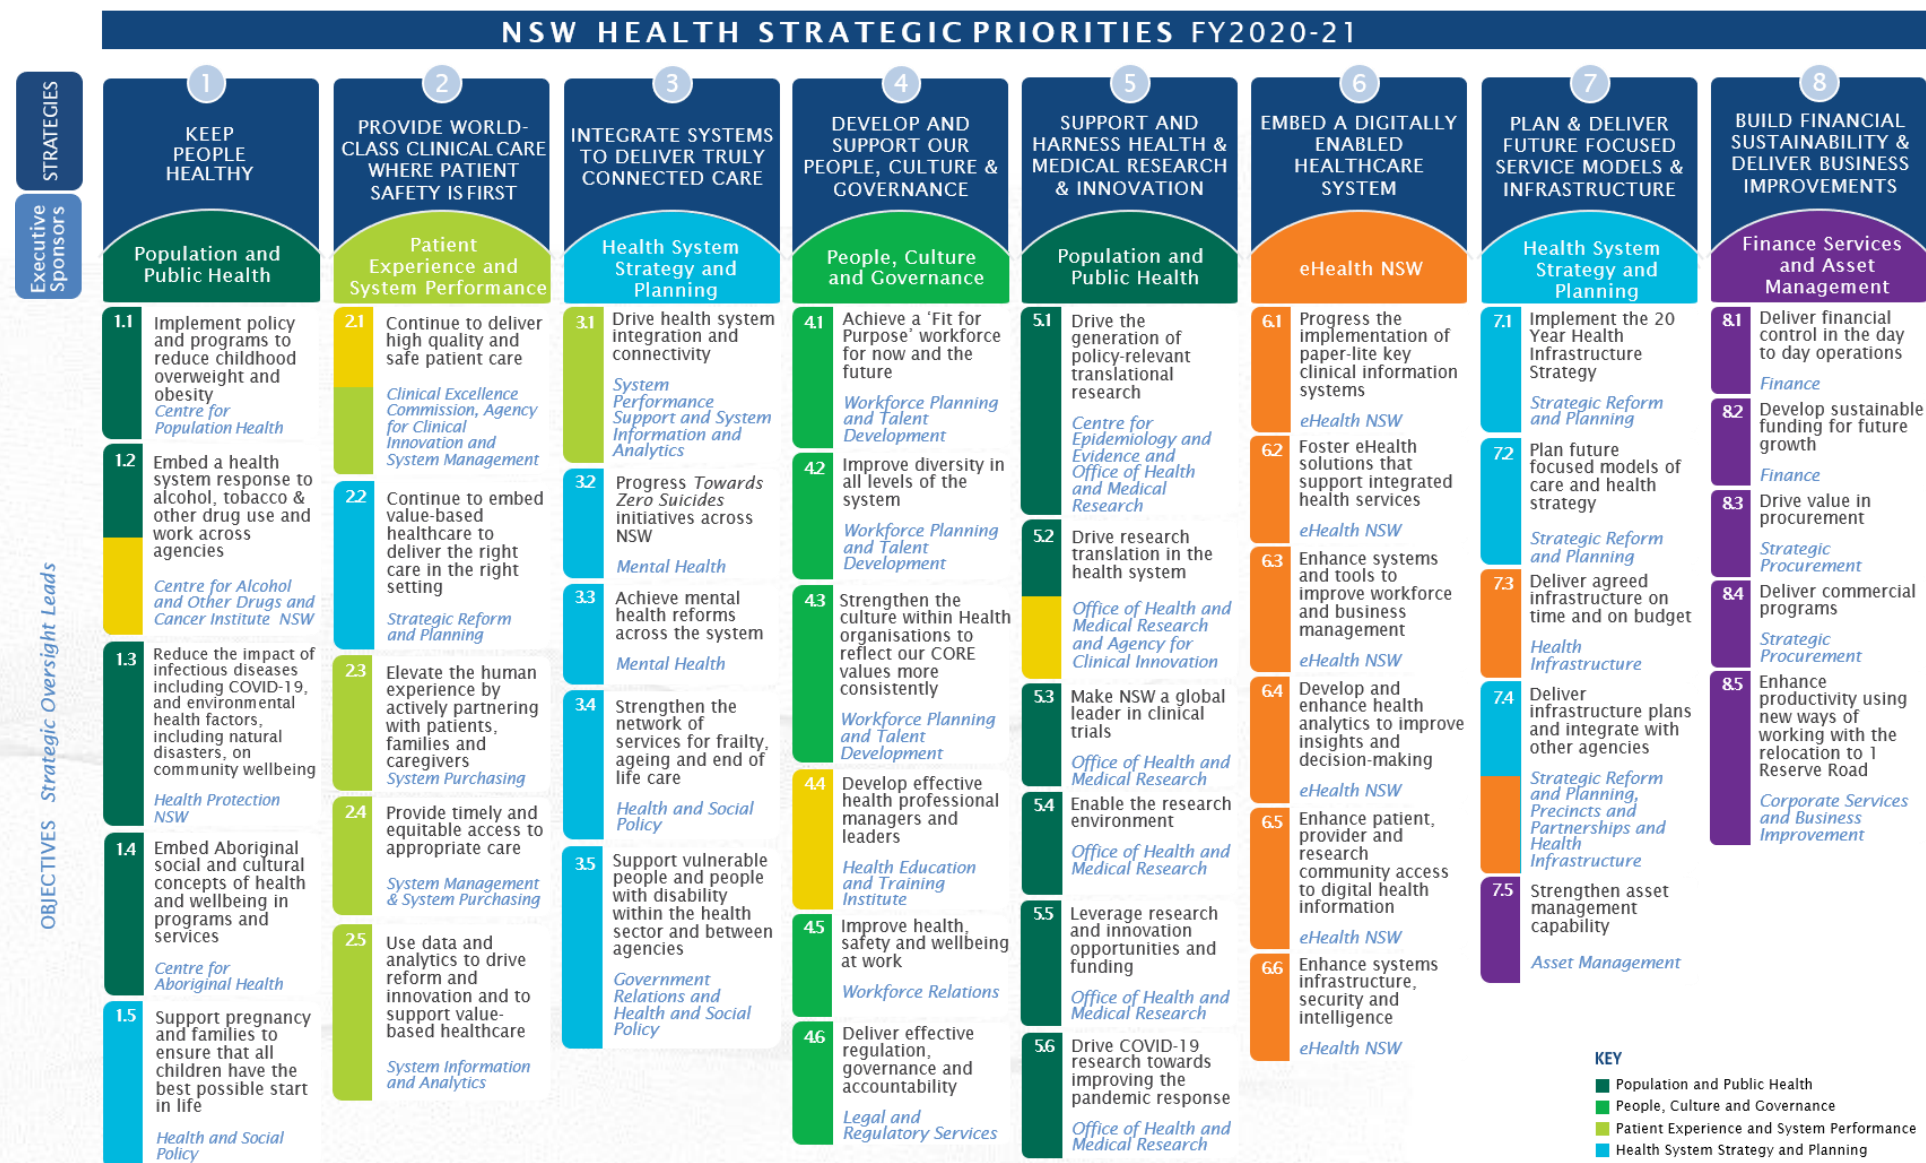 NSW HEALTH STRATEGIC PRIORITIES FY2020-21
STRATEGIES
Executive
Sponsors
OBJECTIVES Strategic Oversight Leads
1
KEEP
PEOPLE
HEALTHY
Population and
Public Health
1.1
Implement policy
and programs to
reduce childhood
overweight and
obesity
Centre for
Population Health
1.2
Embed a health
system response to
alcohol, tobacco &
other drug use and
work across
agencies
Centre for Alcohol
and Other Drugs and
Cancer Institute NSW
1.3
Reduce the impact of
infectious diseases
including COVID-19,
and environmental
health factors,
including natural
disasters, on
community wellbeing
Health Protection
NSW
1.4
Embed Aboriginal
social and cultural
concepts of health
and wellbeing in
programs and
services
Centre for
Aboriginal Health
1.5
Support pregnancy
and families to
ensure that all
children have the
best possible start
in life
Health and Social
Policy
2
PROVIDE WORLD-
CLASS CLINICAL CARE
WHERE PATIENT
SAFETY IS FIRST
Patient
Experience and
System Performance
2.1
Continue to deliver
high quality and
safe patient care
Clinical Excellence
Commission, Agency
for Clinical
Innovation and
System Management
2.2
Continue to embed
value-based
healthcare to
deliver the right
care in the right
setting
Strategic Reform
and Planning
2.3
Elevate the human
experience by
actively partnering
with patients,
families and
caregivers
System Purchasing
2.4
Provide timely and
equitable access to
appropriate care
System Management
& System Purchasing
2.5
Use data and
analytics to drive
reform and
innovation and to
support value-
based healthcare
System Information
and Analytics
3
INTEGRATE SYSTEMS
TO DELIVER TRULY
CONNECTED CARE
Health System
Strategy and
Planning
3.1
Drive health system
integration and
connectivity
System
Performance
Support and System
Information and
Analytics
3.2
Progress Towards
Zero Suicides
initiatives across
NSW
Mental Health
3.3
Achieve mental
health reforms
across the system
Mental Health
3.4
Strengthen the
network of
services for frailty,
ageing and end of
life care
Health and Social
Policy
3.5
Support vulnerable
people and people
with disability
within the health
sector and between
agencies
Government
Relations and
Health and Social
Policy
4
DEVELOP AND
SUPPORT OUR
PEOPLE, CULTURE &
GOVERNANCE
People, Culture
and Governance
4.1
Achieve a ‘Fit for
Purpose’ workforce
for now and the
future
Workforce Planning
and Talent
Development
4.2
Improve diversity in
all levels of the
system
Workforce Planning
and Talent
Development
4.3
Strengthen the
culture within Health
organisations to
reflect our CORE
values more
consistently
Workforce Planning
and Talent
Development
4.4
Develop effective
health professional
managers and
leaders
Health Education
and Training
Institute
4.5
Improve health,
safety and wellbeing
at work
Workforce Relations
4.6
Deliver effective
regulation,
governance and
accountability
Legal and
Regulatory Services
5
SUPPORT AND
HARNESS HEALTH &
MEDICAL RESEARCH
& INNOVATION
Population and
Public Health
5.1
Drive the
generation of
policy-relevant
translational
research
Centre for
Epidemiology and
Evidence and
Office of Health
and Medical
Research
5.2
Drive research
translation in the
health system
Office of Health and
Medical Research
and Agency for
Clinical Innovation
5.3
Make NSW a global
leader in clinical
trials
Office of Health and
Medical Research
5.4
Enable the research
environment
Office of Health and
Medical Research
5.5
Leverage research
and innovation
opportunities and
funding
Office of Health and
Medical Research
5.6
Drive COVID-19
research towards
improving the
pandemic response
Office of Health and
Medical Research
6
EMBED A DIGITALLY
ENABLED
HEALTHCARE
SYSTEM
eHealth NSW
6.1
Progress the
implementation of
paper-lite key
clinical information
systems
eHealth NSW
6.2
Foster eHealth
solutions that
support integrated
health services
eHealth NSW
6.3
Enhance systems
and tools to
improve workforce
and business
management
eHealth NSW
6.4
Develop and
enhance health
analytics to improve
insights and
decision-making
eHealth NSW
6.5
Enhance patient,
provider and
research
community access
to digital health
information
eHealth NSW
6.6
Enhance systems
infrastructure,
security and
intelligence
eHealth NSW
7
PLAN & DELIVER
FUTURE FOCUSED
SERVICE MODELS &
INFRASTRUCTURE
Health System
Strategy and
Planning
7.1
Implement the 20
Year Health
Infrastructure
Strategy
Strategic Reform
and Planning
7.2
Plan future
focused models of
care and health
strategy
Strategic Reform
and Planning
7.3
Deliver agreed
infrastructure on
time and on budget
Health
Infrastructure
7.4
Deliver
infrastructure plans
and integrate with
other agencies
Strategic Reform
and Planning,
Precincts and
Partnerships and
Health
Infrastructure
7.5
Strengthen asset
management
capability
Asset Management
8
BUILD FINANCIAL
SUSTAINABILITY &
DELIVER BUSINESS
IMPROVEMENTS
Finance Services
and Asset
Management
8.1
Deliver financial
control in the day
to day operations
Finance
8.2
Develop sustainable
funding for future
growth
Finance
8.3
Drive value in
procurement
Strategic
Procurement
8.4
Deliver commercial
programs
Strategic
Procurement
8.5
Enhance
productivity using
new ways of
working with the
relocation to 1
Reserve Road
Corporate Services
and Business
Improvement
KEY
Population and Public Health
People, Culture and Governance
Patient Experience and System Performance
Health System Strategy and Planning